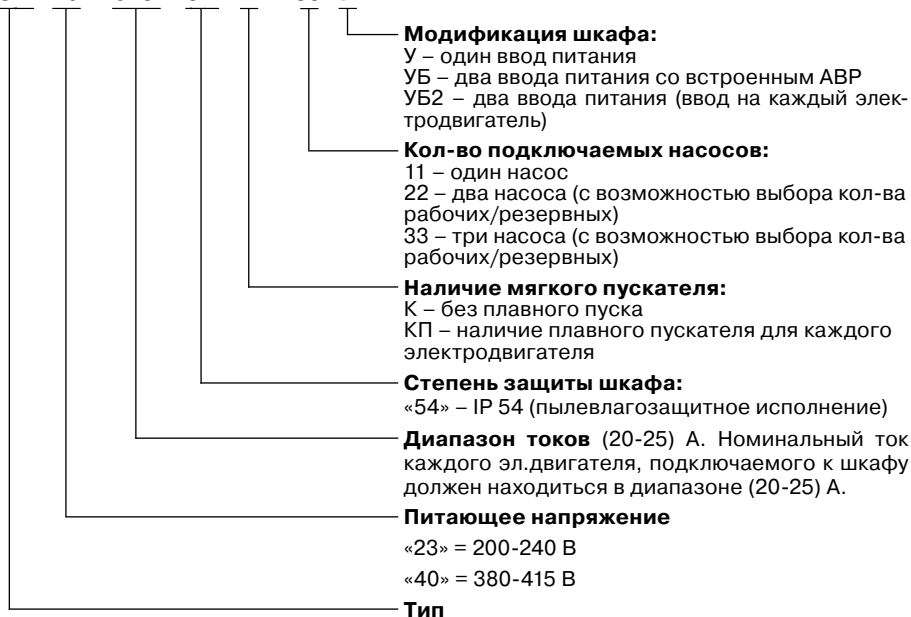 Модификация шкафа:
У – один ввод питания
УБ – два ввода питания со встроенным АВР
УБ2 – два ввода питания (ввод на каждый элек-
тродвигатель)
Кол-во подключаемых насосов:
11 – один насос
22 – два насоса (с возможностью выбора кол-ва
рабочих/резервных)
33 – три насоса (с возможностью выбора кол-ва
рабочих/резервных)
Наличие мягкого пускателя:
К – без плавного пуска
КП – наличие плавного пускателя для каждого
электродвигателя
Степень защиты шкафа:
«54» – IP 54 (пылевлагозащитное исполнение)
Диапазон токов (20-25) А. Номинальный ток
каждого эл.двигателя, подключаемого к шкафу
должен находиться в диапазоне (20-25) А.
Питающее напряжение
«23» = 200-240 В
«40» = 380-415 В
Тип